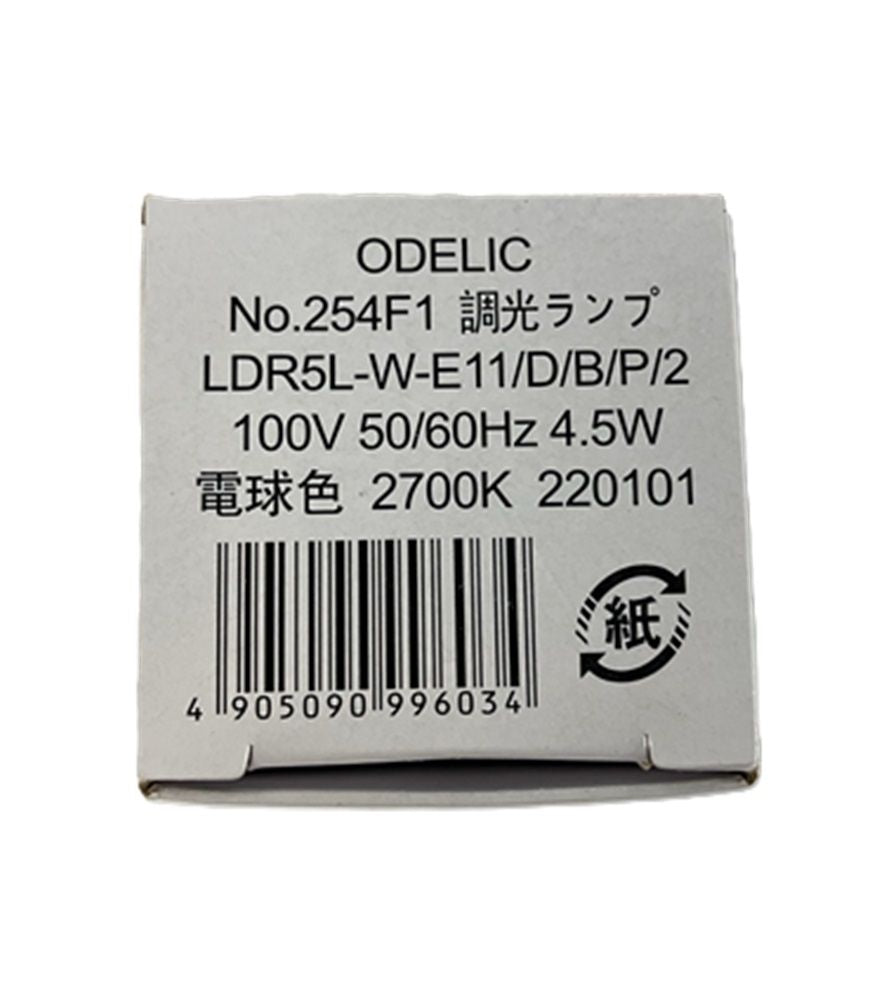 ODELIC
No.254F1 調光ランプ
LDR5L-W-E11/D/B/P/2
100V 50/60Hz 4.5W
電球色 2700K 220101
紙
4 905090 996034